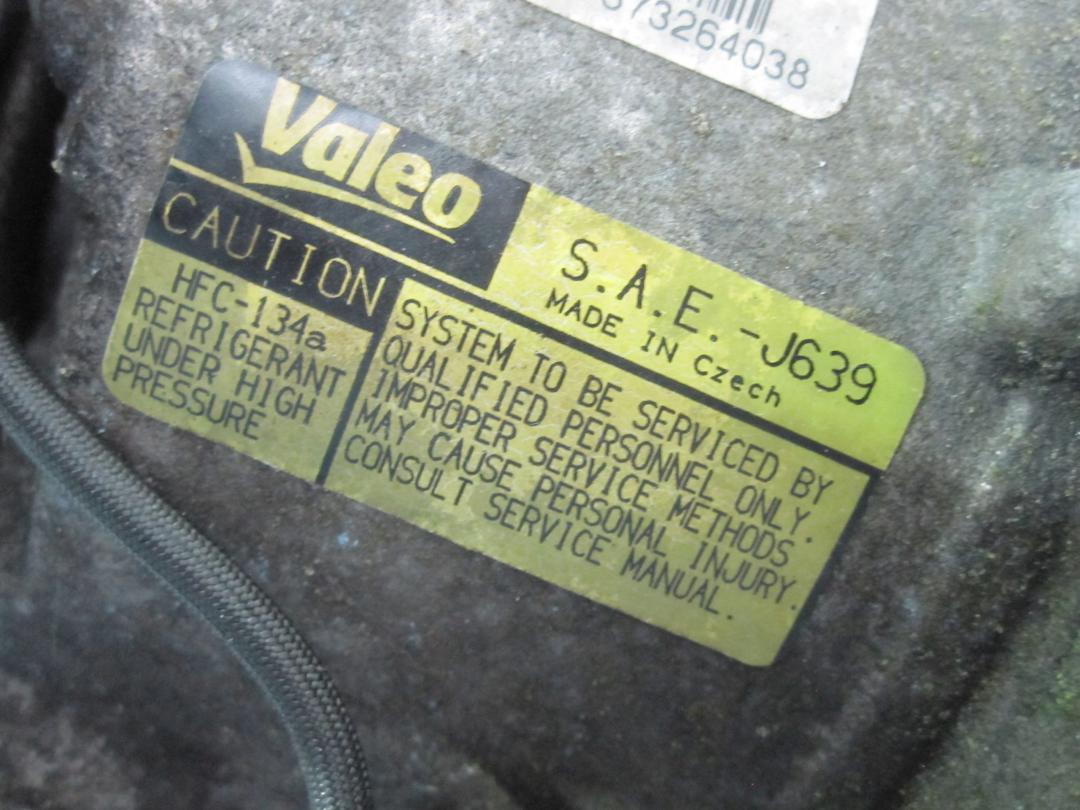 73264038
Valeo
S.A.E.-J639
MADE IN Czech
CAUTION
HFC-134a
REFRIGERANT
UNDER HIGH
PRESSURE
SYSTEM TO BE SERVICED BY
QUALIFIED PERSONNEL ONLY.
IMPROPER SERVICE METHODS
MAY CAUSE PERSONAL INJURY.
CONSULT SERVICE MANUAL.